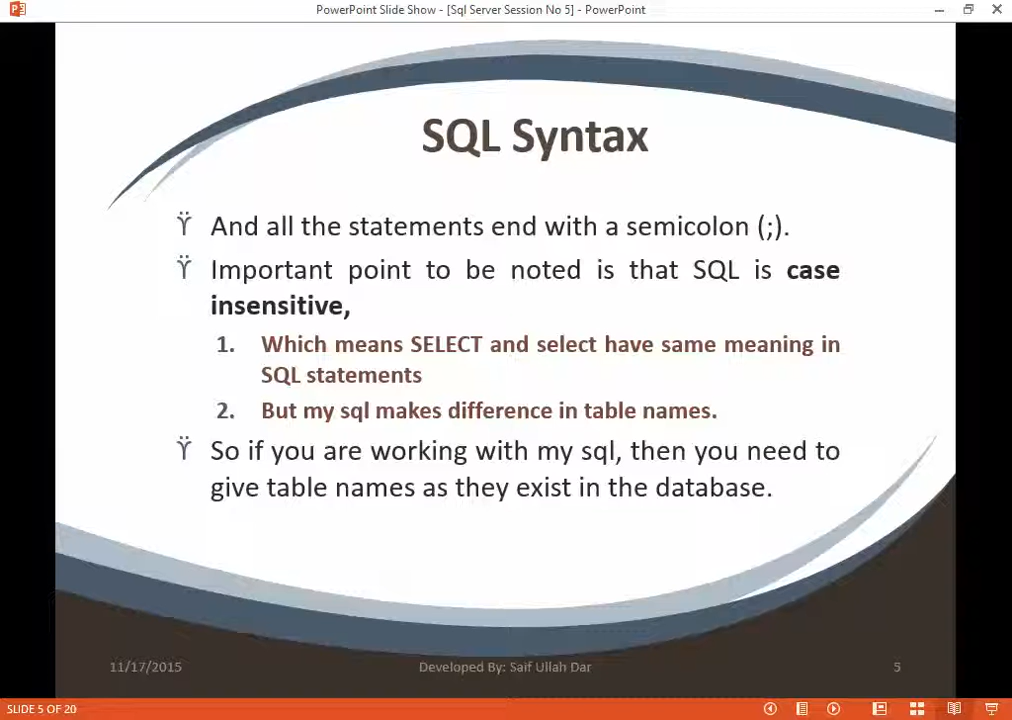 PowerPoint Slide Show - [Sql Server Session No 5] - PowerPoint
SQL Syntax
Ÿ And all the statements end with a semicolon (;).
Ÿ Important point to be noted is that SQL is case
insensitive,
1. Which means SELECT and select have same meaning in
SQL statements
2. But my sql makes difference in table names.
Ÿ So if you are working with my sql, then you need to
give table names as they exist in the database.
11/17/2015 Developed By: Saif Ullah Dar 5
SLIDE 5 OF 20